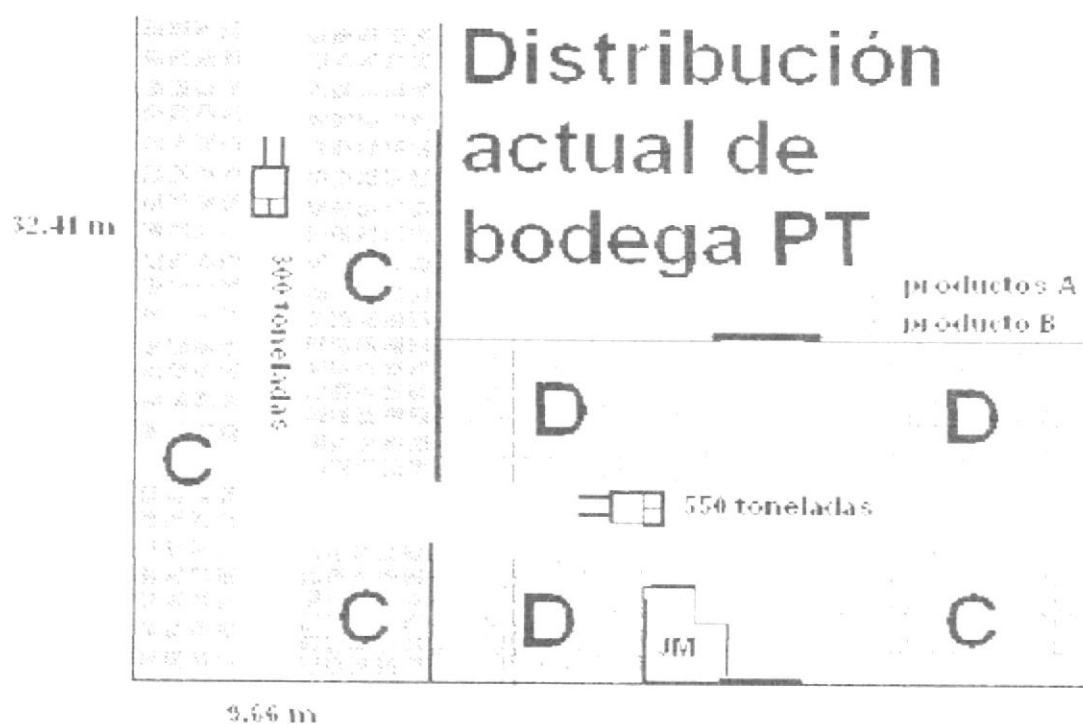 Distribución
actual de
bodega PT
32.41 m
300 toneladas
C
productos A
producto B
C
D
D
550 toneladas
C
D
JM
C
9.66 m